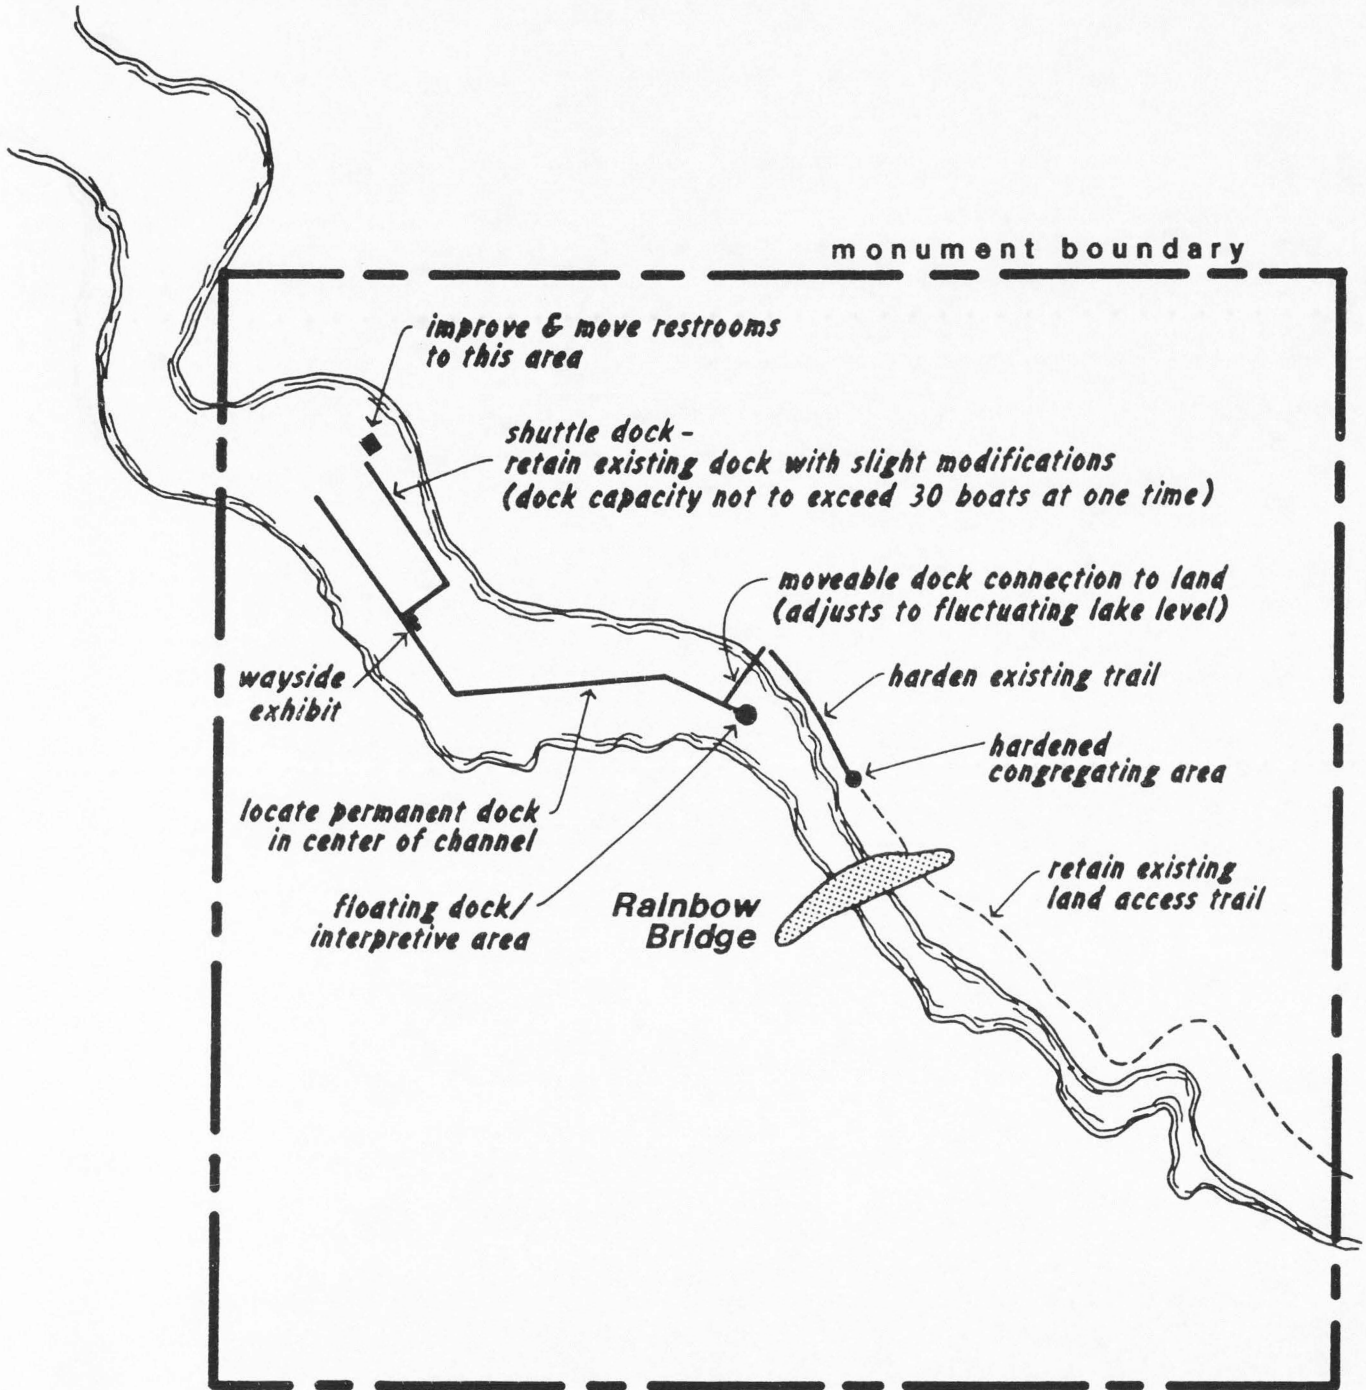 monument boundary
improve & move restrooms
to this area
shuttle dock -
retain existing dock with slight modifications
(dock capacity not to exceed 30 boats at one time)
moveable dock connection to land
(adjusts to fluctuating lake level)
wayside
exhibit
harden existing trail
hardened
congregating area
locate permanent dock
in center of channel
retain existing
land access trail
floating dock/
interpretive area
Rainbow
Bridge